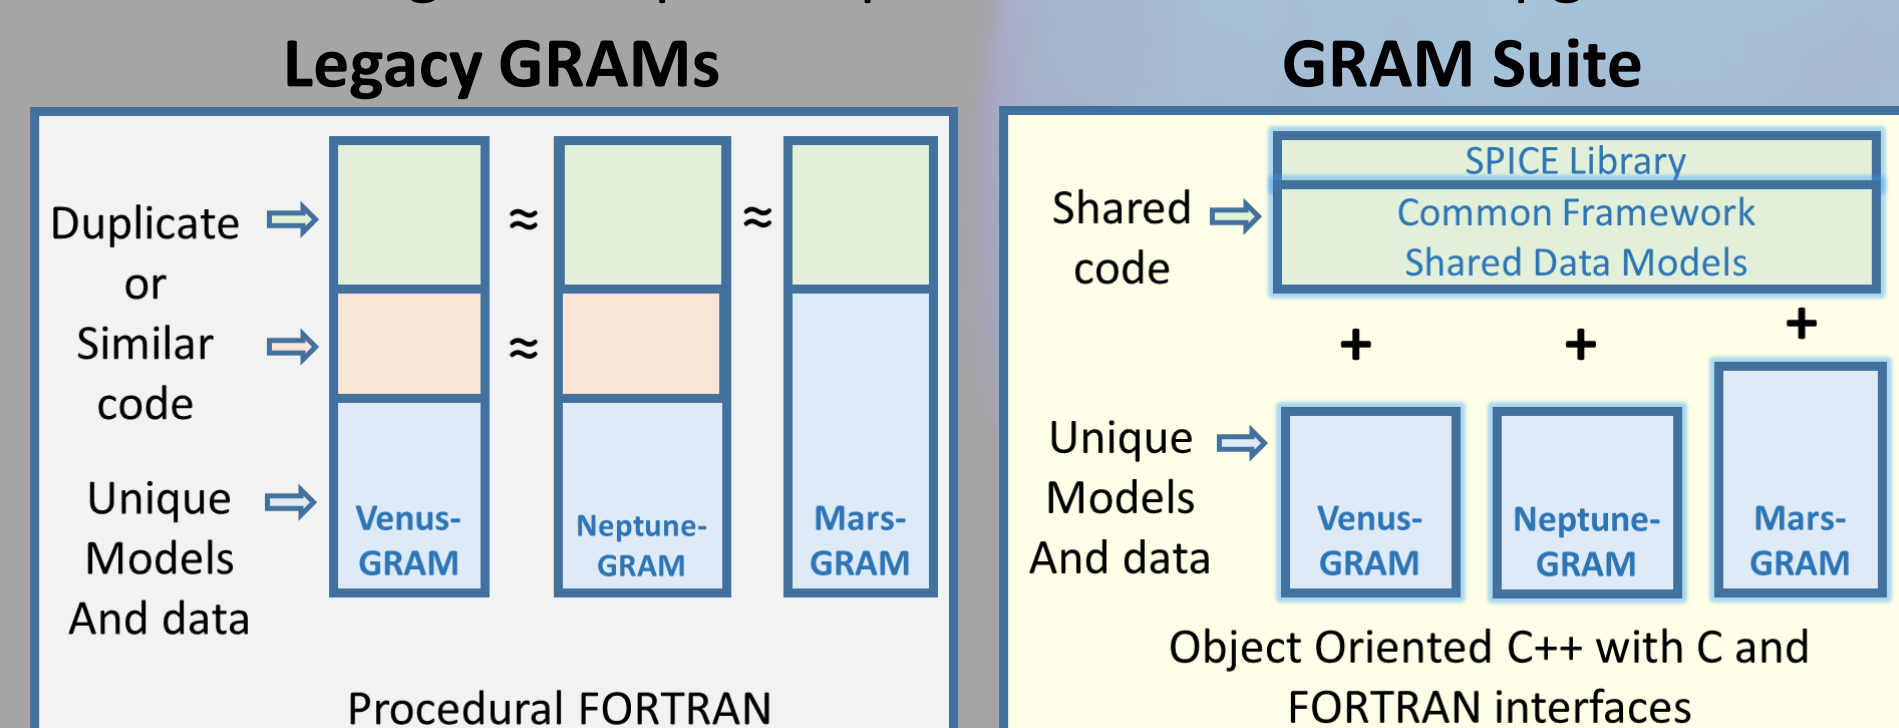 Legacy GRAMs
Duplicate
or
Similar
code
≈
≈
≈
Unique
Models
And data
Venus-
GRAM
Neptune-
GRAM
Mars-
GRAM
Procedural FORTRAN
GRAM Suite
Shared
code
SPICE Library
Common Framework
Shared Data Models
+
+
+
Unique
Models
And data
Venus-
GRAM
Neptune-
GRAM
Mars-
GRAM
Object Oriented C++ with C and
FORTRAN interfaces